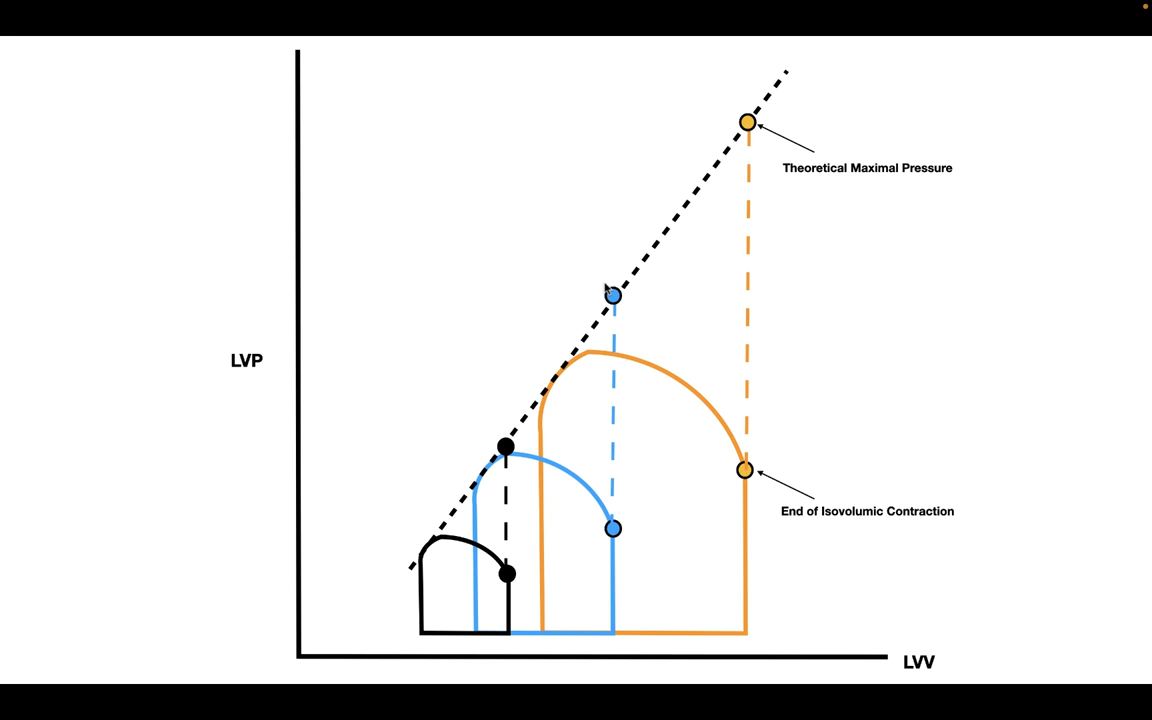 Theoretical Maximal Pressure
LVP
End of Isovolumic Contraction
LVV